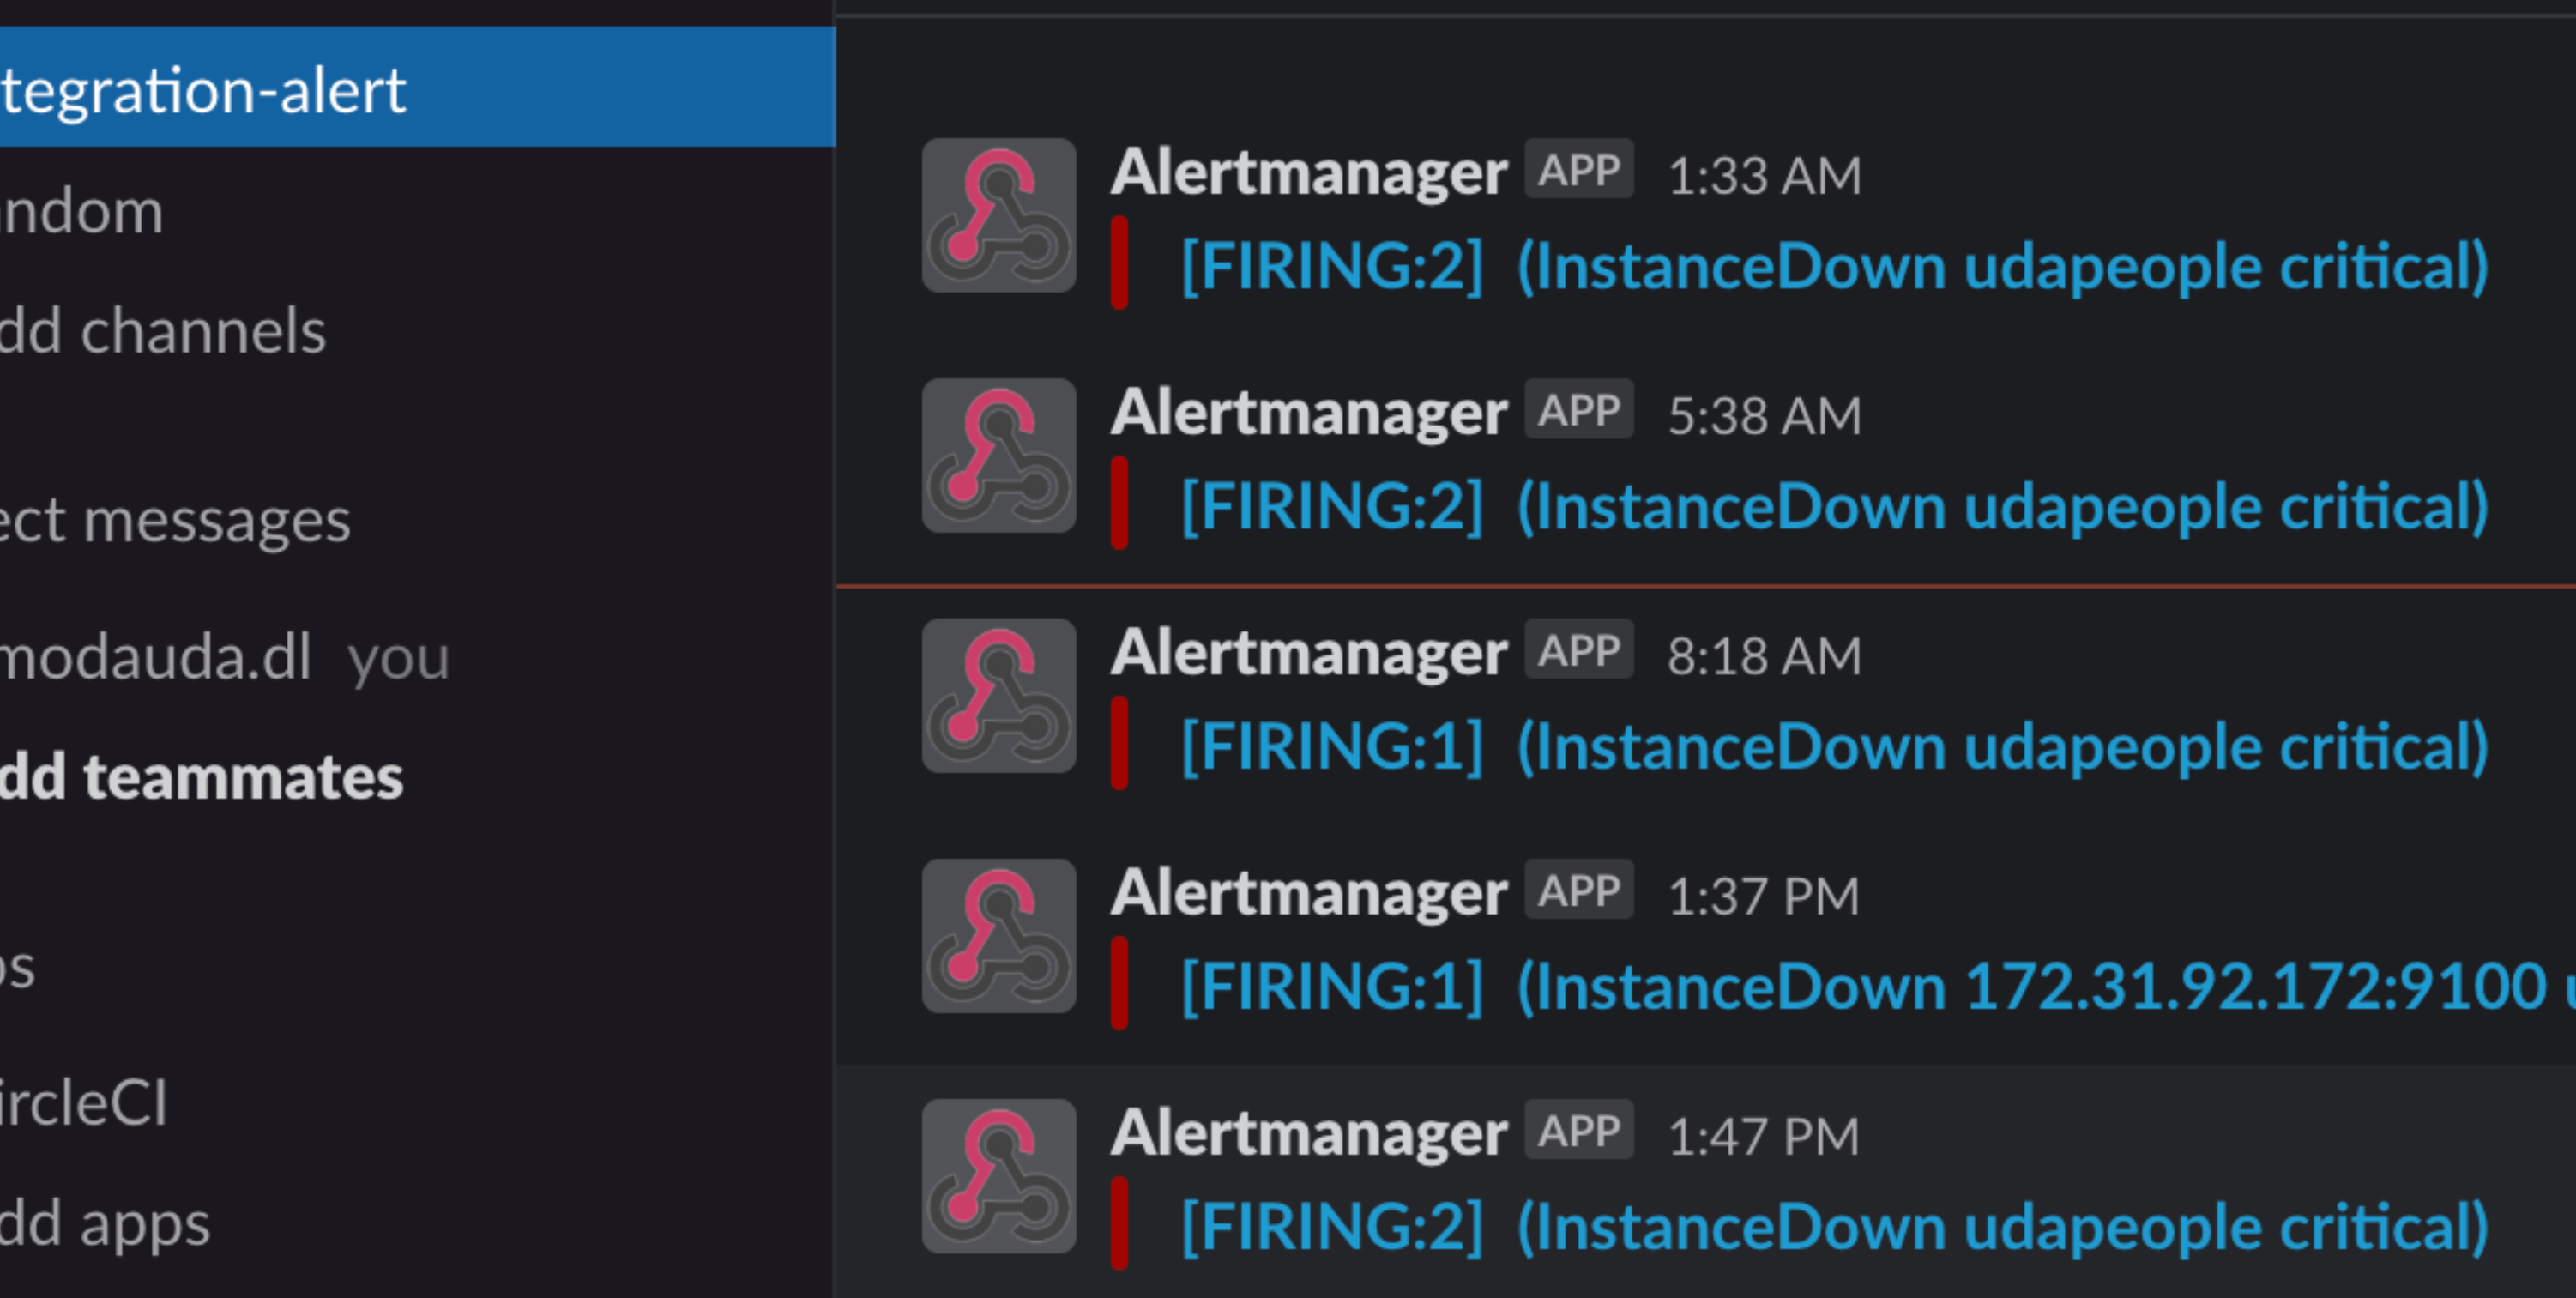 tegration-alert
ndom
dd channels
ect messages
modauda.dl you
dd teammates
ps
ircleCI
dd apps
Alertmanager APP 1:33 AM
[FIRING:2] (InstanceDown udapeople critical)
Alertmanager APP 5:38 AM
[FIRING:2] (InstanceDown udapeople critical)
Alertmanager APP 8:18 AM
[FIRING:1] (InstanceDown udapeople critical)
Alertmanager APP 1:37 PM
[FIRING:1] (InstanceDown 172.31.92.172:9100 u
Alertmanager APP 1:47 PM
[FIRING:2] (InstanceDown udapeople critical)